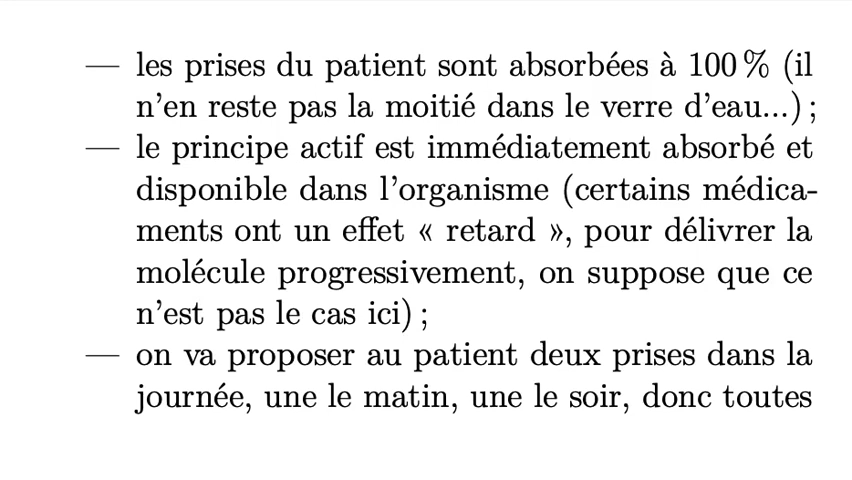 — les prises du patient sont absorbées à 100 % (il
n’en reste pas la moitié dans le verre d’eau...) ;
— le principe actif est immédiatement absorbé et
disponible dans l’organisme (certains médica-
ments ont un effet « retard », pour délivrer la
molécule progressivement, on suppose que ce
n’est pas le cas ici) ;
— on va proposer au patient deux prises dans la
journée, une le matin, une le soir, donc toutes